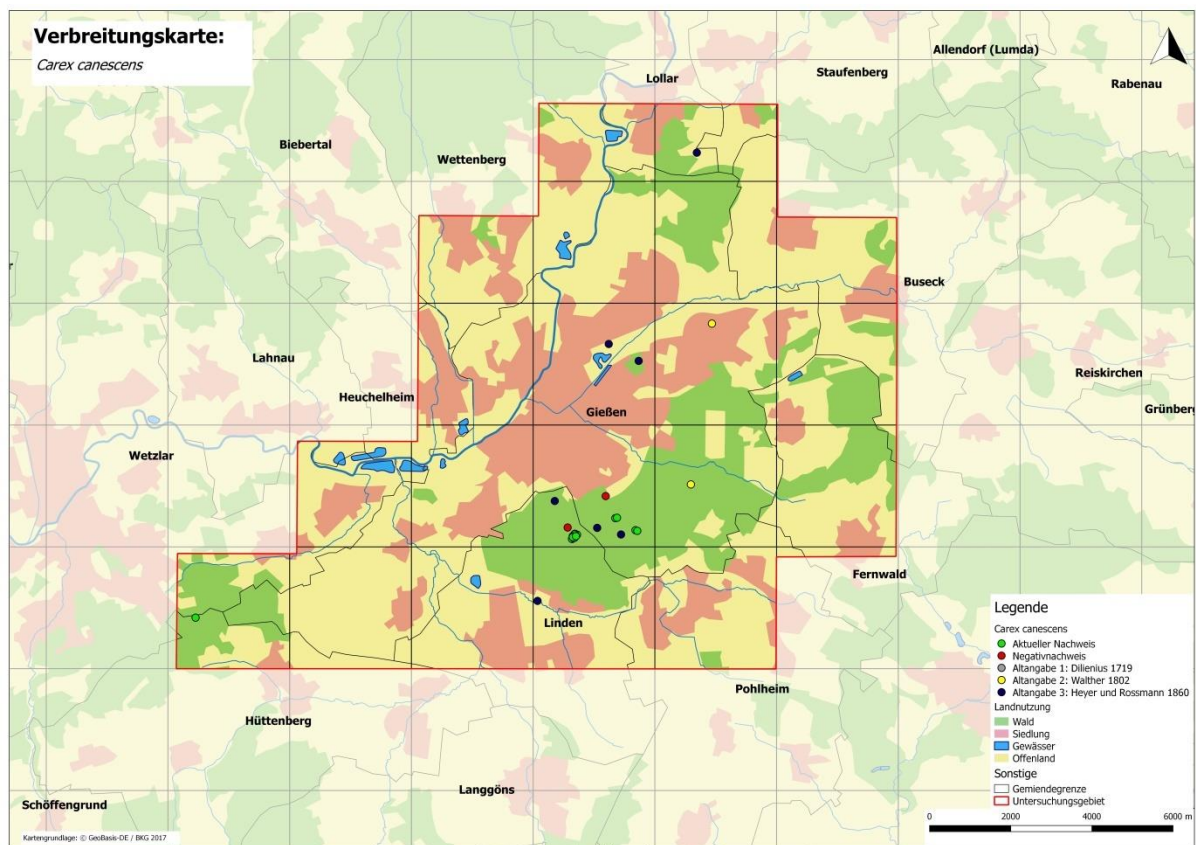 Verbreitungskarte:
Carex canescens
Allendorf (Lumda)
Staufenberg
Lollar
Rabenau
Biebertal
Wettenberg
Buseck
Lahnau
Reiskirchen
Heuchelheim
Grünberg
Gießen
Wetzlar
Fernwald
Linden
Pohlheim
Hüttenberg
Langgöns
Schöffengrund
Legende
Carex canescens
Aktueller Nachweis
Negativnachweis
Altangabe 1: Dillenius 1719
Altangabe 2: Walther 1802
Altangabe 3: Heyer und Rossmann 1860
Landnutzung
Wald
Siedlung
Gewässer
Offenland
Sonstige
Gemiendegrenze
Untersuchungsgebiet
0 2000 4000 6000 m
Kartengrundlage: © GeoBasis-DE / BKG 2017